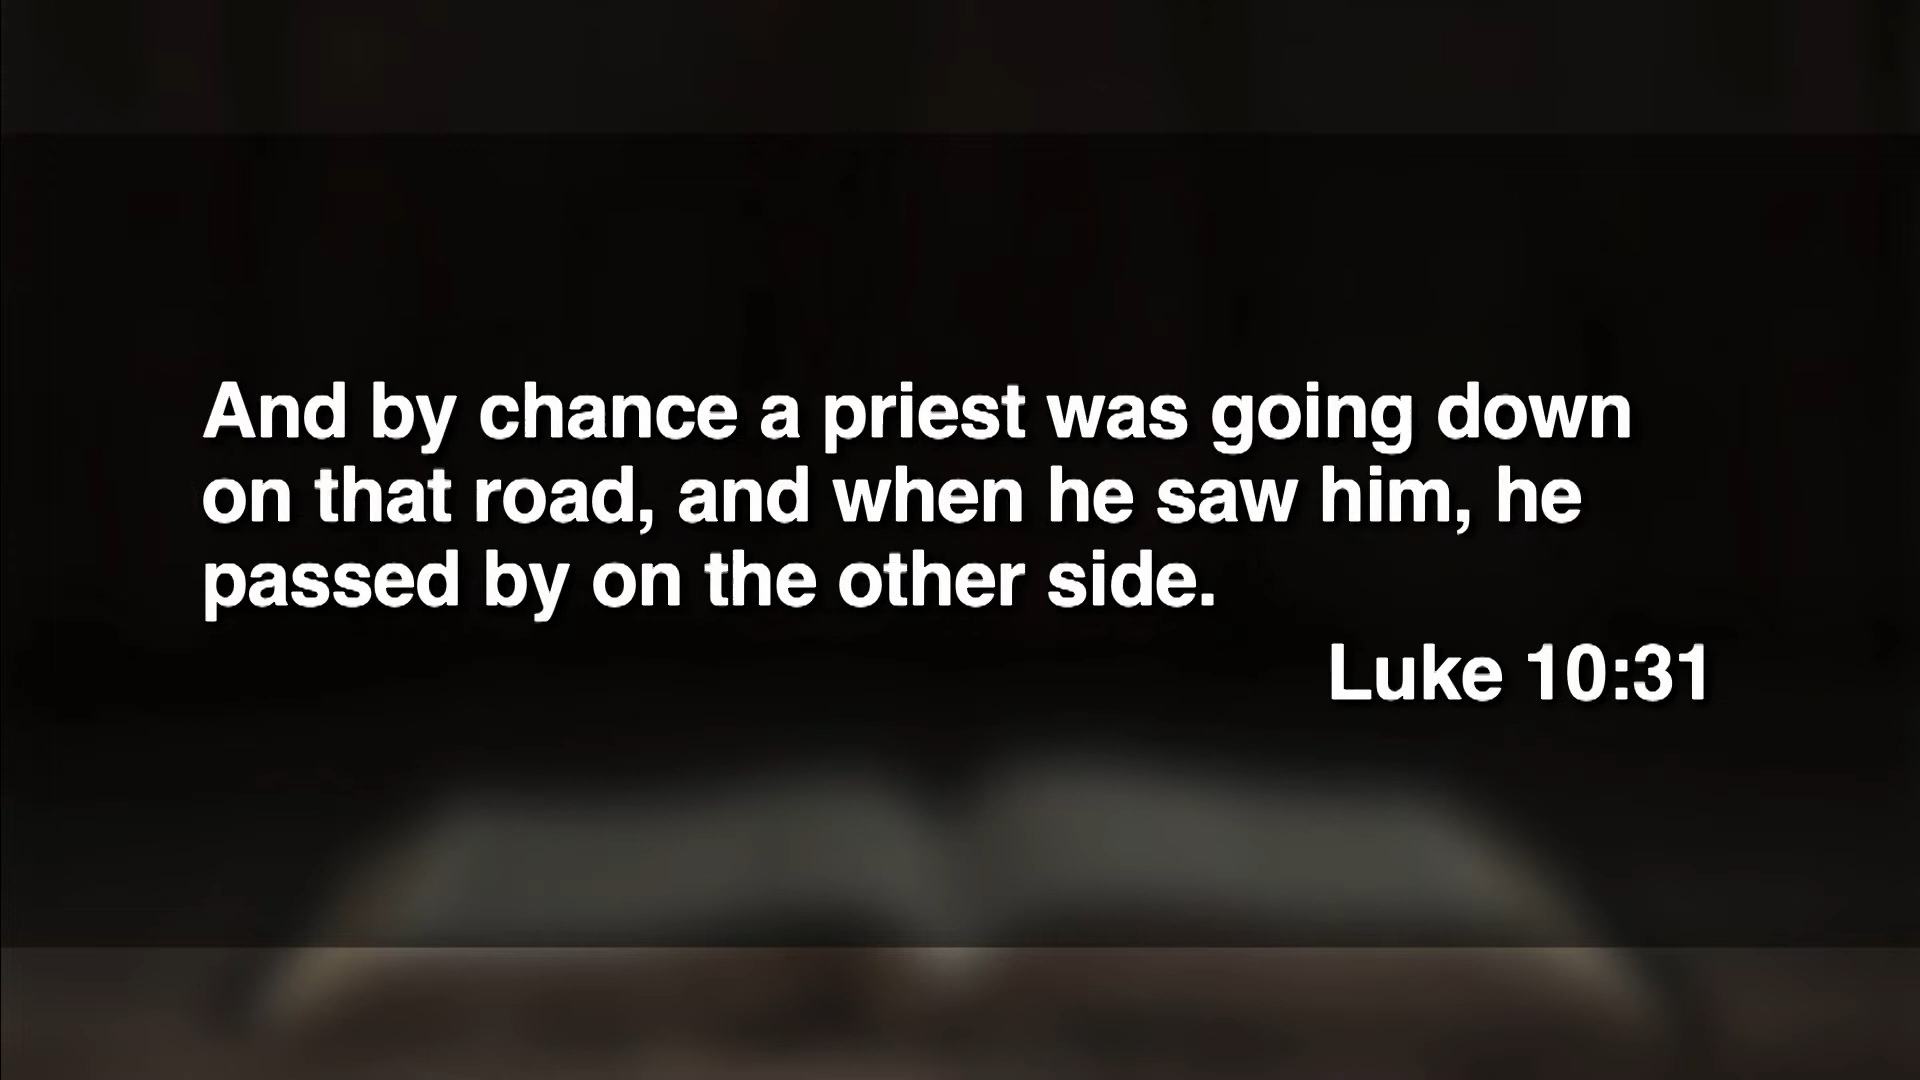 And by chance a priest was going down
on that road, and when he saw him, he
passed by on the other side.
Luke 10:31